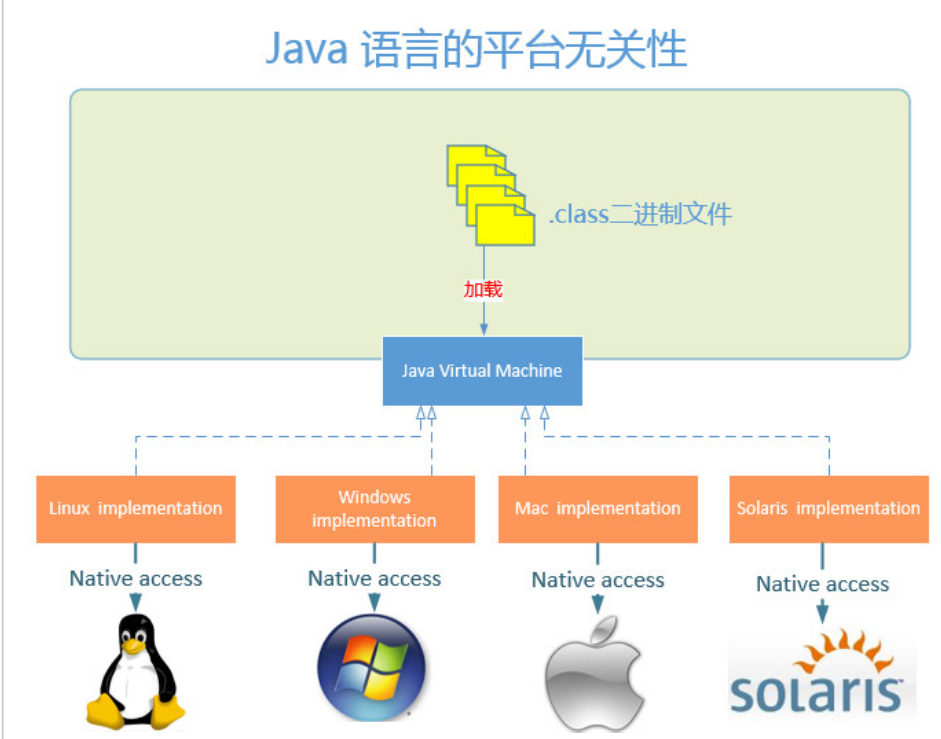 Java 语言的平台无关性
.class二进制文件
加载
Java Virtual Machine
Linux implementation
Windows
implementation
Mac implementation
Solaris implementation
Native access
Native access
Native access
Native access
solaris™